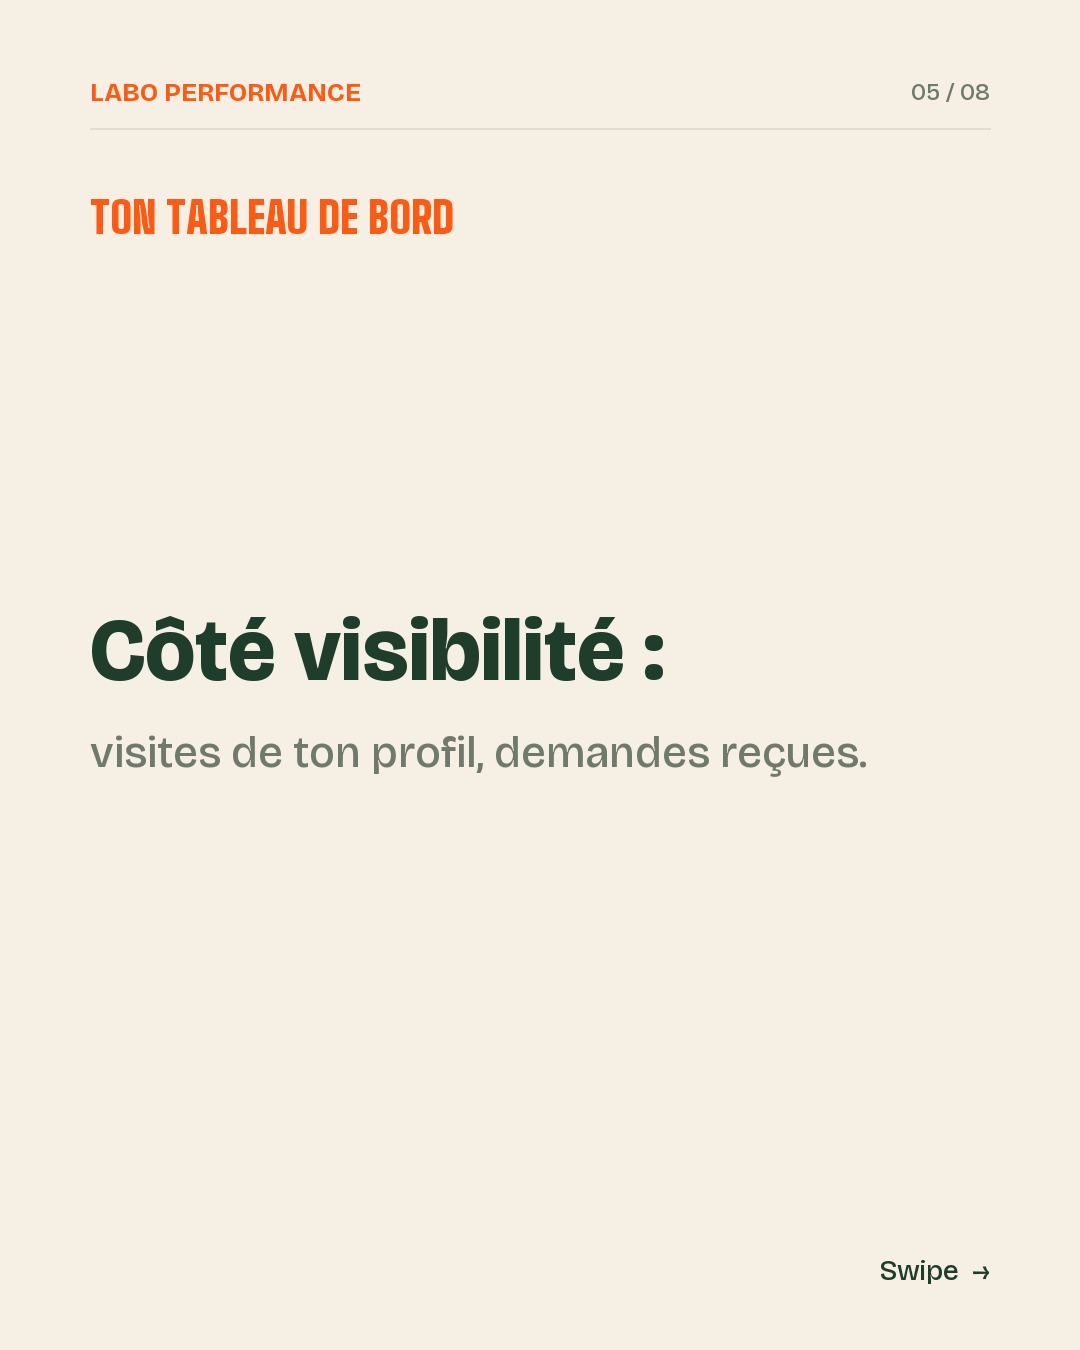 LABO PERFORMANCE
05 / 08
TON TABLEAU DE BORD
Côté visibilité :
visites de ton profil, demandes reçues.
Swipe →